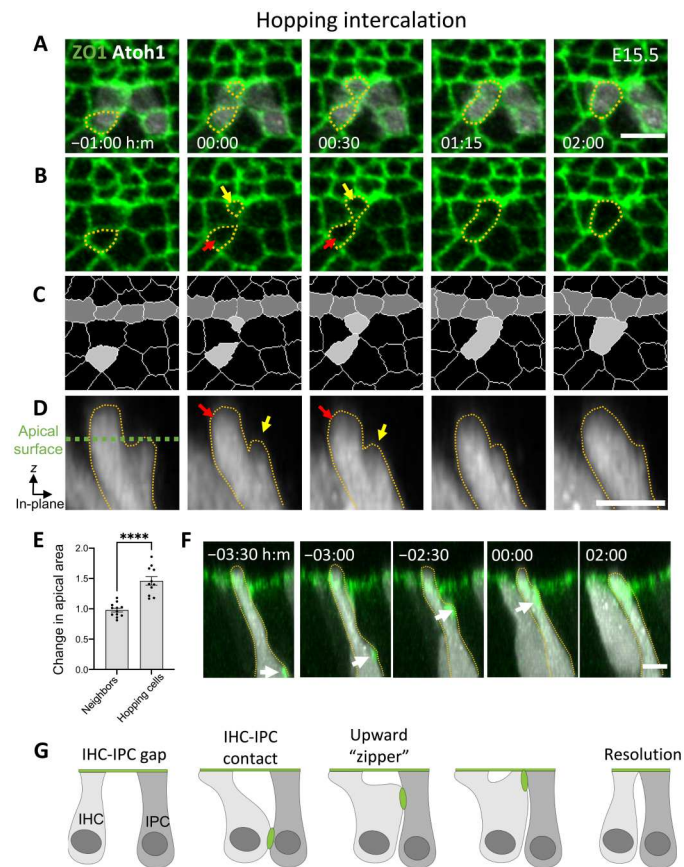 Hopping intercalation
A
ZO1 Atoh1
E15.5
−01:00 h:m
00:00
00:30
01:15
02:00
B
C
D
Apical
surface
z
In-plane
E
Change in apical area
2.0
1.5
1.0
0.5
0.0
****
Neighbors
Hopping cells
F
−03:30 h:m
−03:00
−02:30
00:00
02:00
G
IHC-IPC gap
IHC-IPC
contact
Upward
“zipper”
Resolution
IHC
IPC